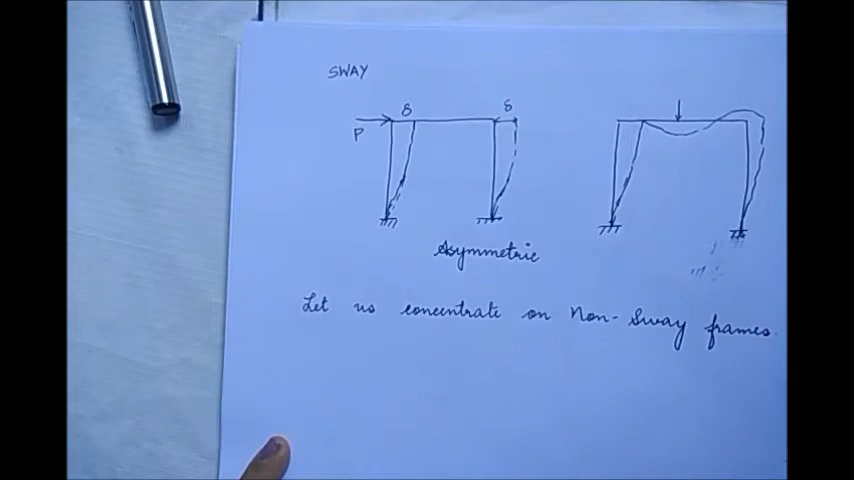 SWAY
δ δ
P
Asymmetric
Let us concentrate on Non-Sway frames.